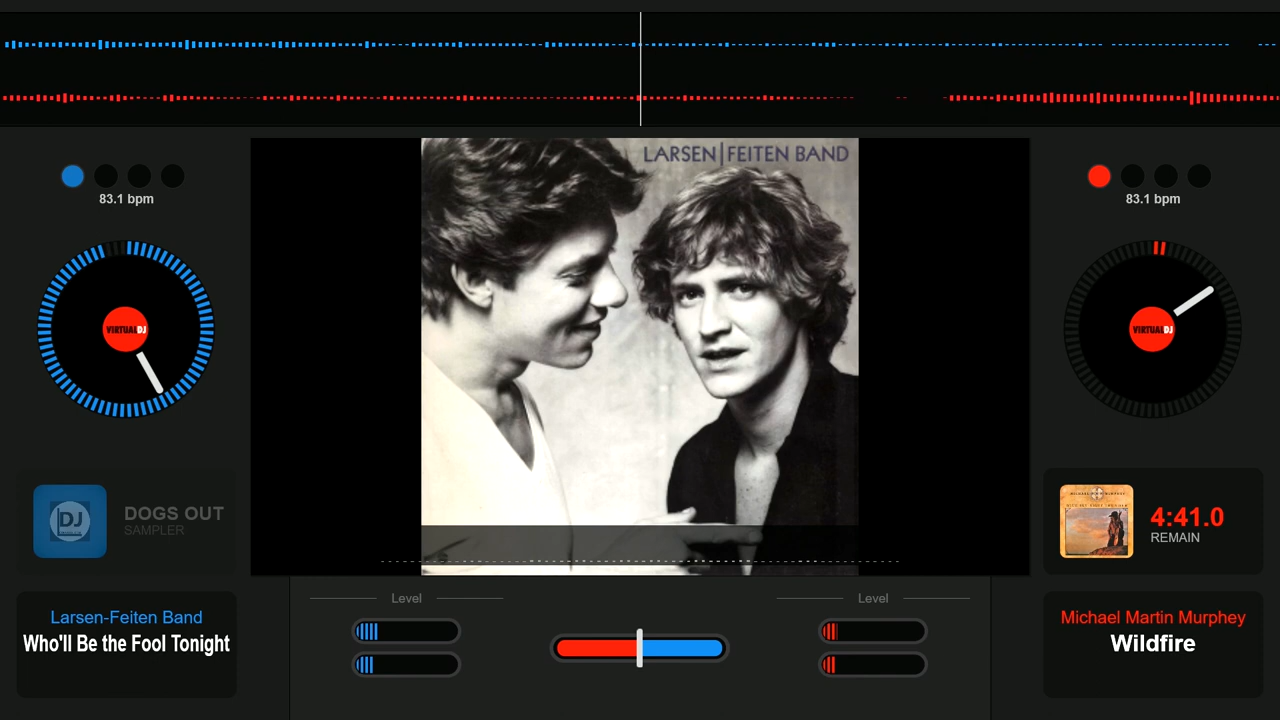 LARSEN|FEITEN BAND
83.1 bpm
83.1 bpm
VIRTUALDJ
VIRTUALDJ
DJ
DOGS OUT
SAMPLER
4:41.0
REMAIN
Larsen-Feiten Band
Who'll Be the Fool Tonight
Level
Level
Michael Martin Murphey
Wildfire